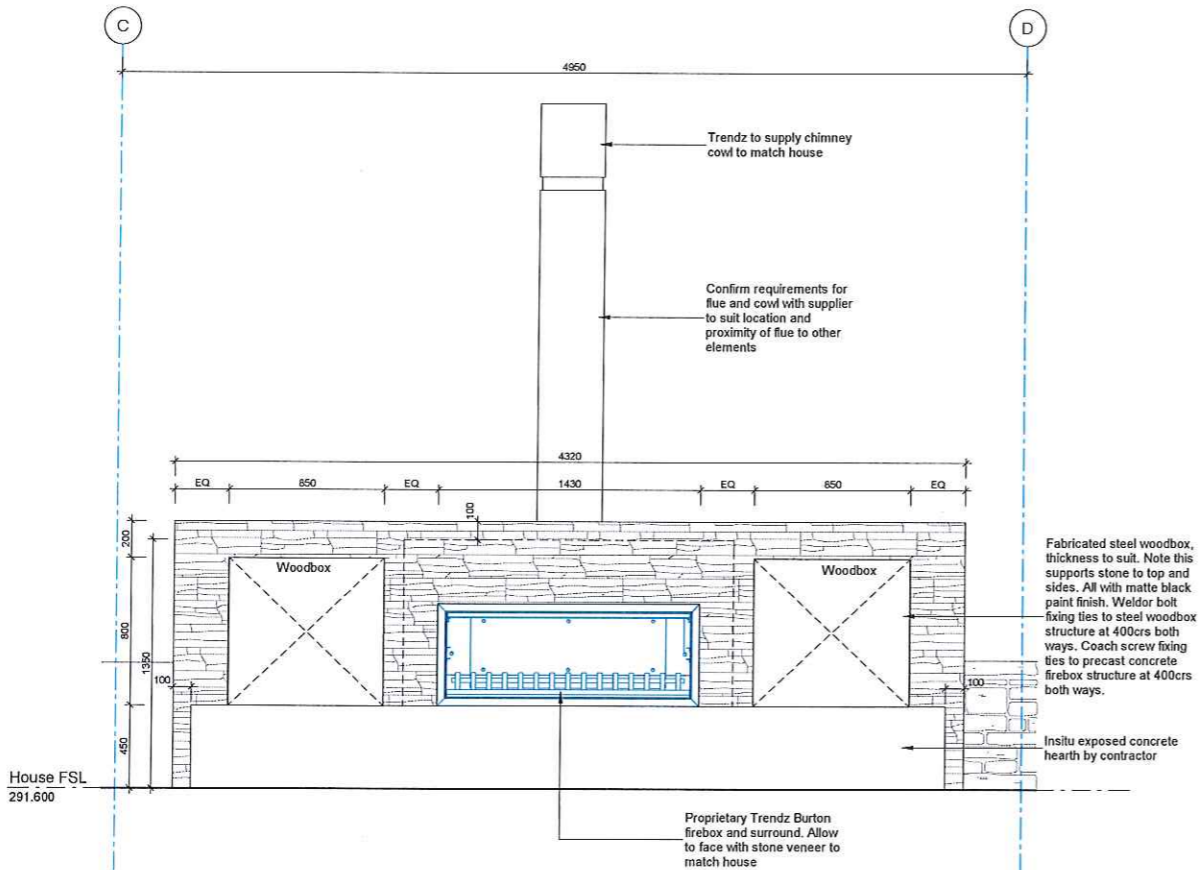 C
D
4950
Trendz to supply chimney
cowl to match house
Confirm requirements for
flue and cowl with supplier
to suit location and
proximity of flue to other
elements
4320
EQ
850
EQ
1430
EQ
850
EQ
100
200
Woodbox
Woodbox
800
1350
100
100
450
Fabricated steel woodbox,
thickness to suit. Note this
supports stone to top and
sides. All with matte black
paint finish. Weldor bolt
fixing ties to steel woodbox
structure at 400crs both
ways. Coach screw fixing
ties to precast concrete
firebox structure at 400crs
both ways.
Insitu exposed concrete
hearth by contractor
House FSL
291.600
Proprietary Trendz Burton
firebox and surround. Allow
to face with stone veneer to
match house